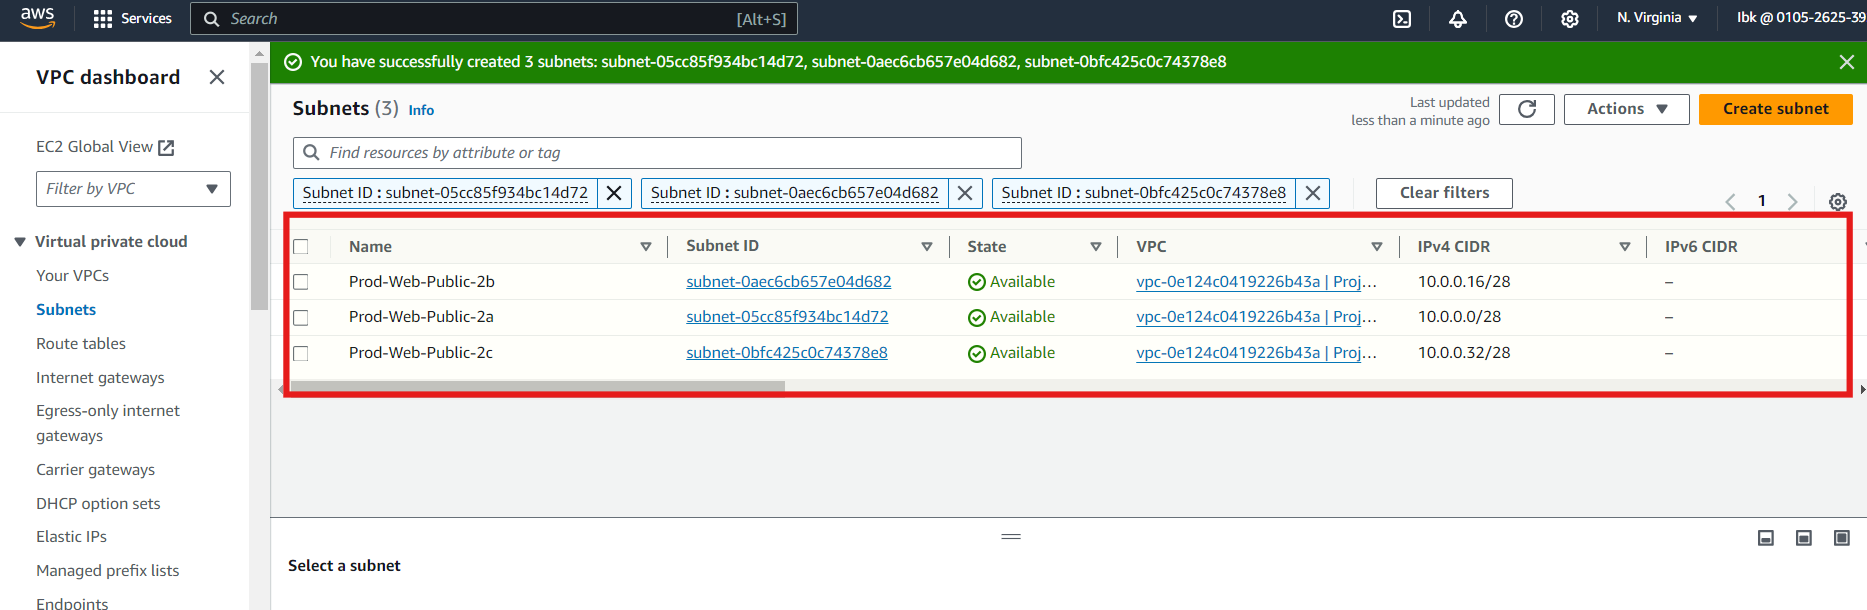 aws
Services
Search
[Alt+S]
N. Virginia
Ibk @ 0105-2625-39
VPC dashboard
EC2 Global View
Filter by VPC
Virtual private cloud
Your VPCs
Subnets
Route tables
Internet gateways
Egress-only internet
gateways
Carrier gateways
DHCP option sets
Elastic IPs
Managed prefix lists
Endpoints
You have successfully created 3 subnets: subnet-05cc85f934bc14d72, subnet-0aec6cb657e04d682, subnet-0bfc425c0c74378e8
Subnets (3) Info
Last updated
less than a minute ago
Actions
Create subnet
Find resources by attribute or tag
Subnet ID : subnet-05cc85f934bc14d72
Subnet ID : subnet-0aec6cb657e04d682
Subnet ID : subnet-0bfc425c0c74378e8
Clear filters
1
Name Subnet ID State VPC IPv4 CIDR IPv6 CIDR
Prod-Web-Public-2b subnet-0aec6cb657e04d682 Available vpc-0e124c0419226b43a | Proj... 10.0.0.16/28 –
Prod-Web-Public-2a subnet-05cc85f934bc14d72 Available vpc-0e124c0419226b43a | Proj... 10.0.0.0/28 –
Prod-Web-Public-2c subnet-0bfc425c0c74378e8 Available vpc-0e124c0419226b43a | Proj... 10.0.0.32/28 –
Select a subnet